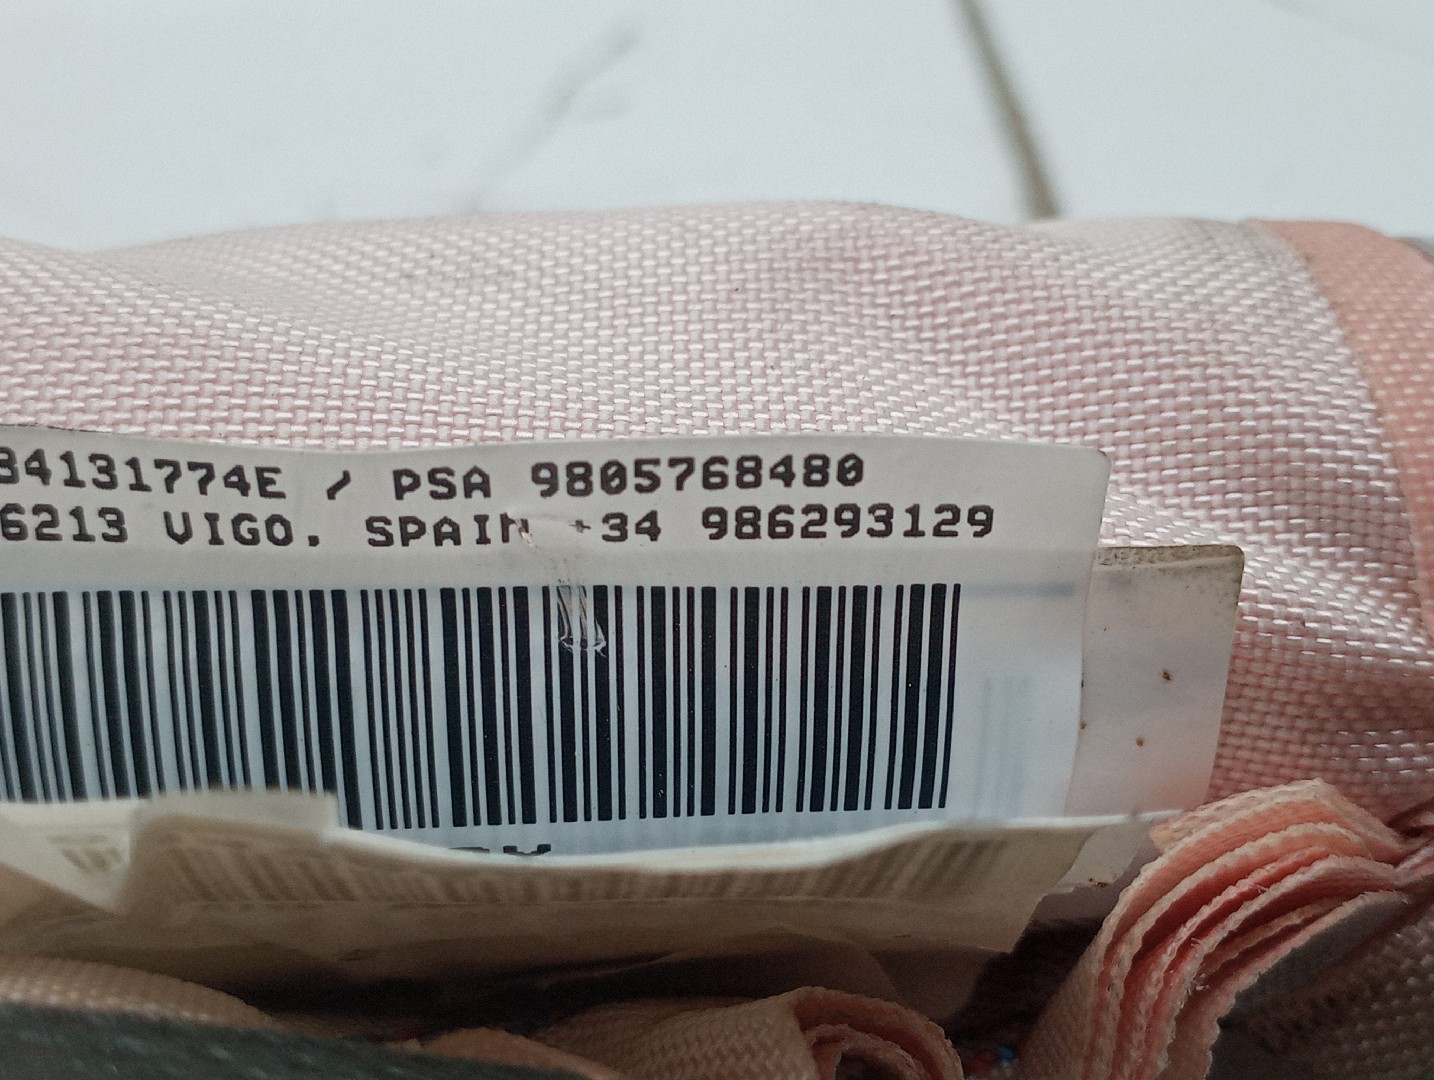 34131774E / PSA 9805768480
6213 VIGO. SPAIN +34 986293129